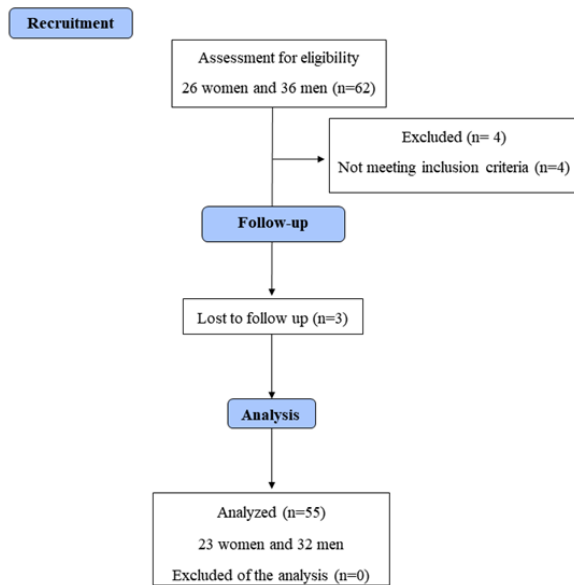 Recruitment
Assessment for eligibility
26 women and 36 men (n=62)
Excluded (n= 4)
Not meeting inclusion criteria (n=4)
Follow-up
Lost to follow up (n=3)
Analysis
Analyzed (n=55)
23 women and 32 men
Excluded of the analysis (n=0)